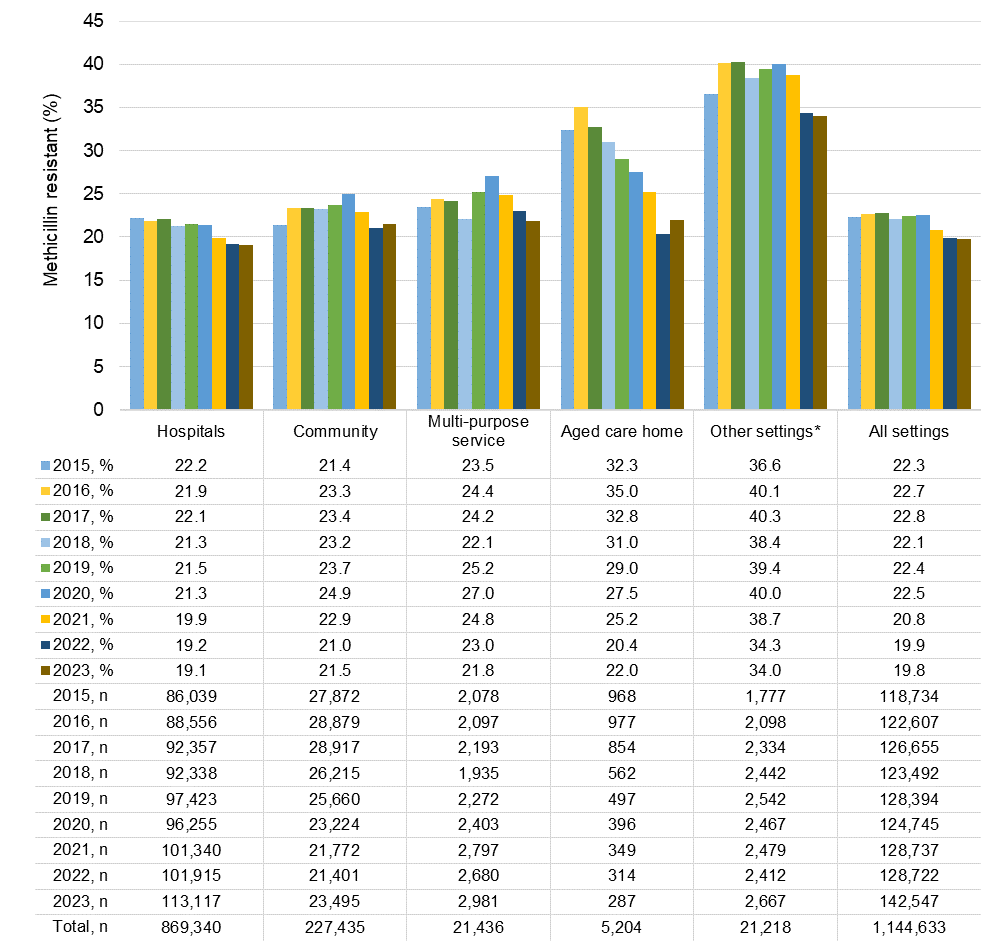 45
40
35
30
25
20
15
10
5
0
Methicillin resistant (%)
Hospitals Community Multi-purpose service Aged care home Other settings* All settings
2015, % 22.2 21.4 23.5 32.3 36.6 22.3
2016, % 21.9 23.3 24.4 35.0 40.1 22.7
2017, % 22.1 23.4 24.2 32.8 40.3 22.8
2018, % 21.3 23.2 22.1 31.0 38.4 22.1
2019, % 21.5 23.7 25.2 29.0 39.4 22.4
2020, % 21.3 24.9 27.0 27.5 40.0 22.5
2021, % 19.9 22.9 24.8 25.2 38.7 20.8
2022, % 19.2 21.0 23.0 20.4 34.3 19.9
2023, % 19.1 21.5 21.8 22.0 34.0 19.8
2015, n 86,039 27,872 2,078 968 1,777 118,734
2016, n 88,556 28,879 2,097 977 2,098 122,607
2017, n 92,357 28,917 2,193 854 2,334 126,655
2018, n 92,338 26,215 1,935 562 2,442 123,492
2019, n 97,423 25,660 2,272 497 2,542 128,394
2020, n 96,255 23,224 2,403 396 2,467 124,745
2021, n 101,340 21,772 2,797 349 2,479 128,737
2022, n 101,915 21,401 2,680 314 2,412 128,722
2023, n 113,117 23,495 2,981 287 2,667 142,547
Total, n 869,340 227,435 21,436 5,204 21,218 1,144,633